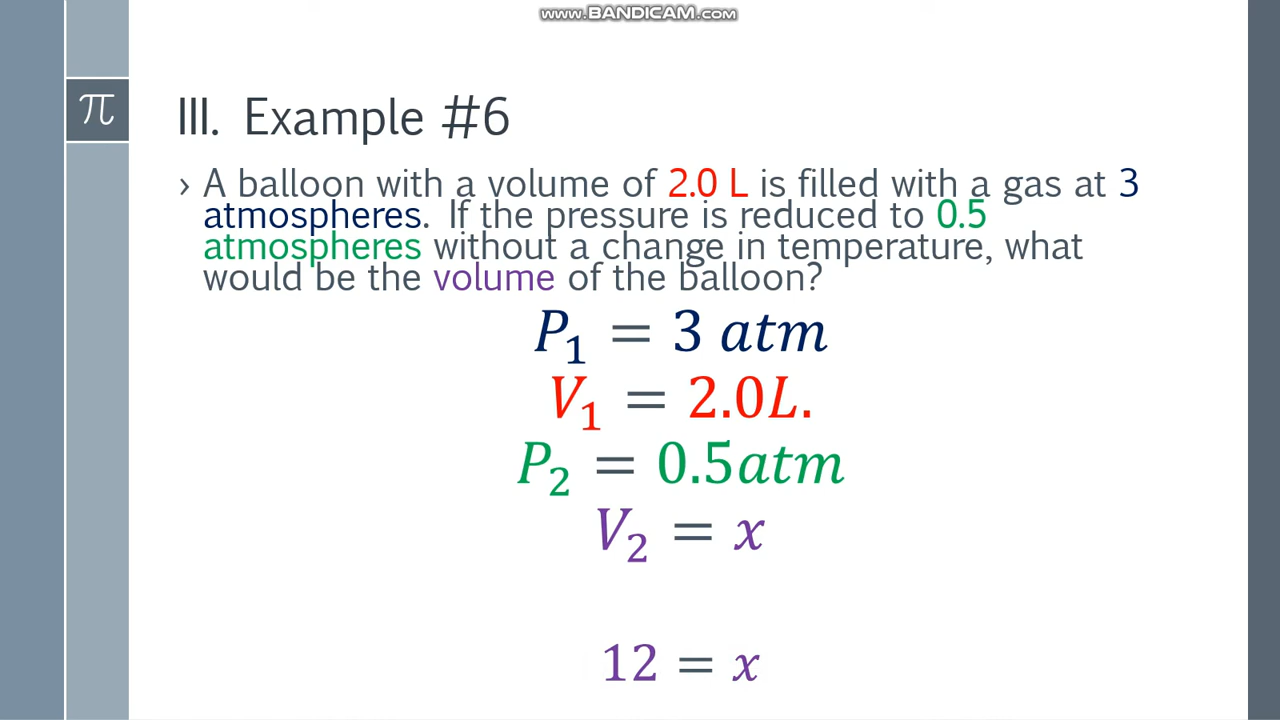 www.BANDICAM.com
π
III. Example #6
› A balloon with a volume of 2.0 L is filled with a gas at 3
atmospheres. If the pressure is reduced to 0.5
atmospheres without a change in temperature, what
would be the volume of the balloon?
P₁ = 3 atm
V₁ = 2.0L.
P₂ = 0.5atm
V₂ = x
12 = x